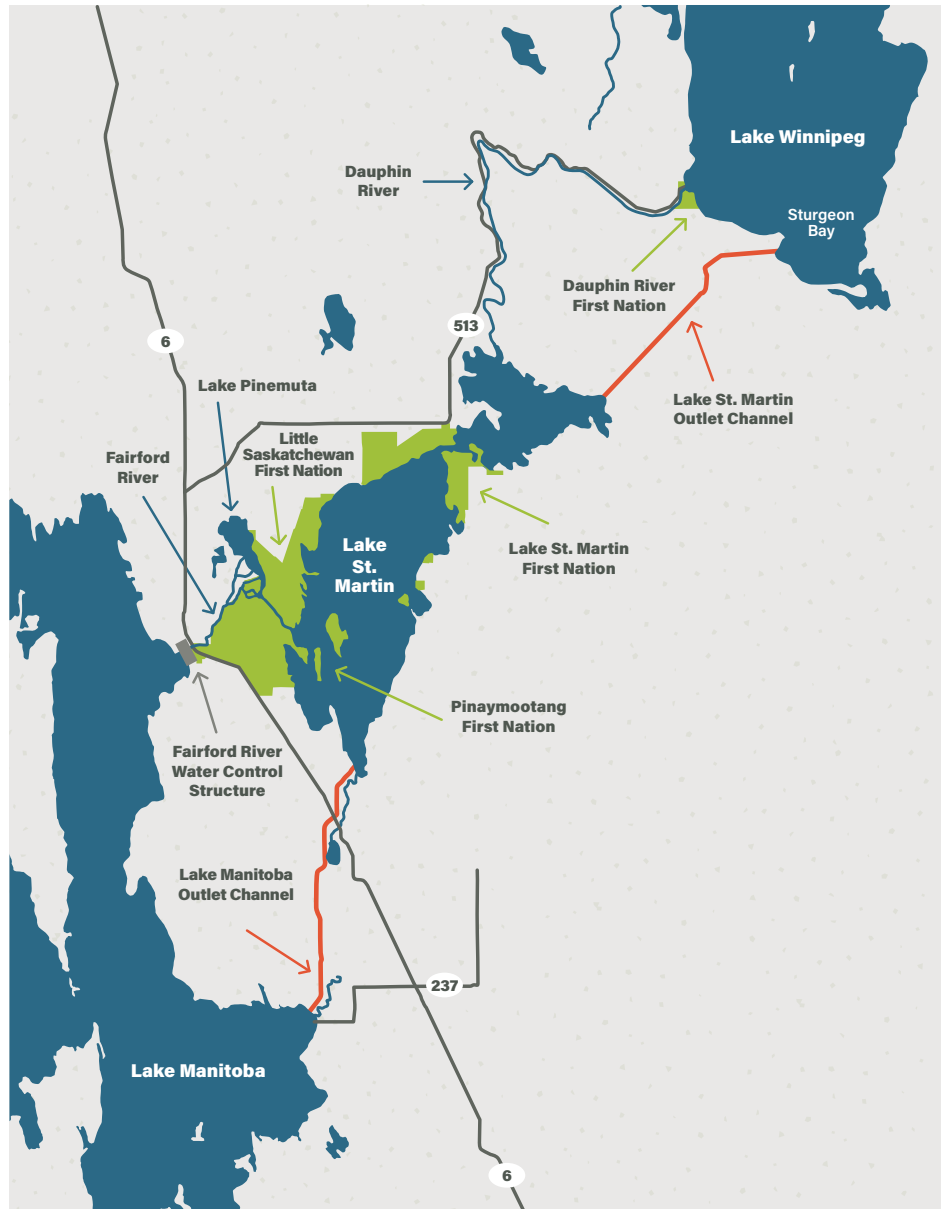 Lake Winnipeg
Dauphin
River
Sturgeon
Bay
Dauphin River
First Nation
513
6
Lake Pinemuta
Lake St. Martin
Outlet Channel
Little
Saskatchewan
First Nation
Fairford
River
Lake
St.
Martin
Lake St. Martin
First Nation
Pinaymootang
First Nation
Fairford River
Water Control
Structure
Lake Manitoba
Outlet Channel
237
Lake Manitoba
6